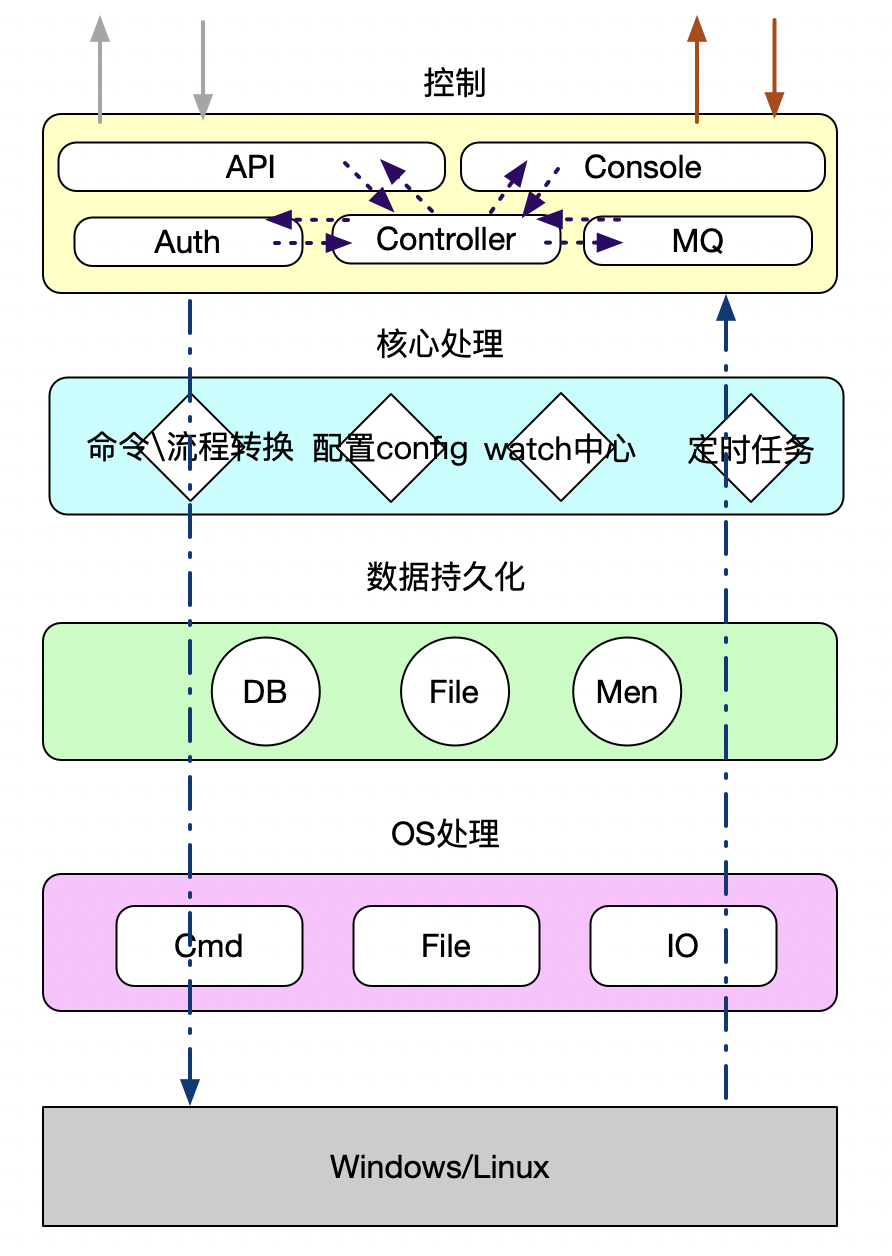 控制
API
Console
Auth
Controller
MQ
核心处理
命令\流程转换
配置config
watch中心
定时任务
数据持久化
DB
File
Men
OS处理
Cmd
File
IO
Windows/Linux